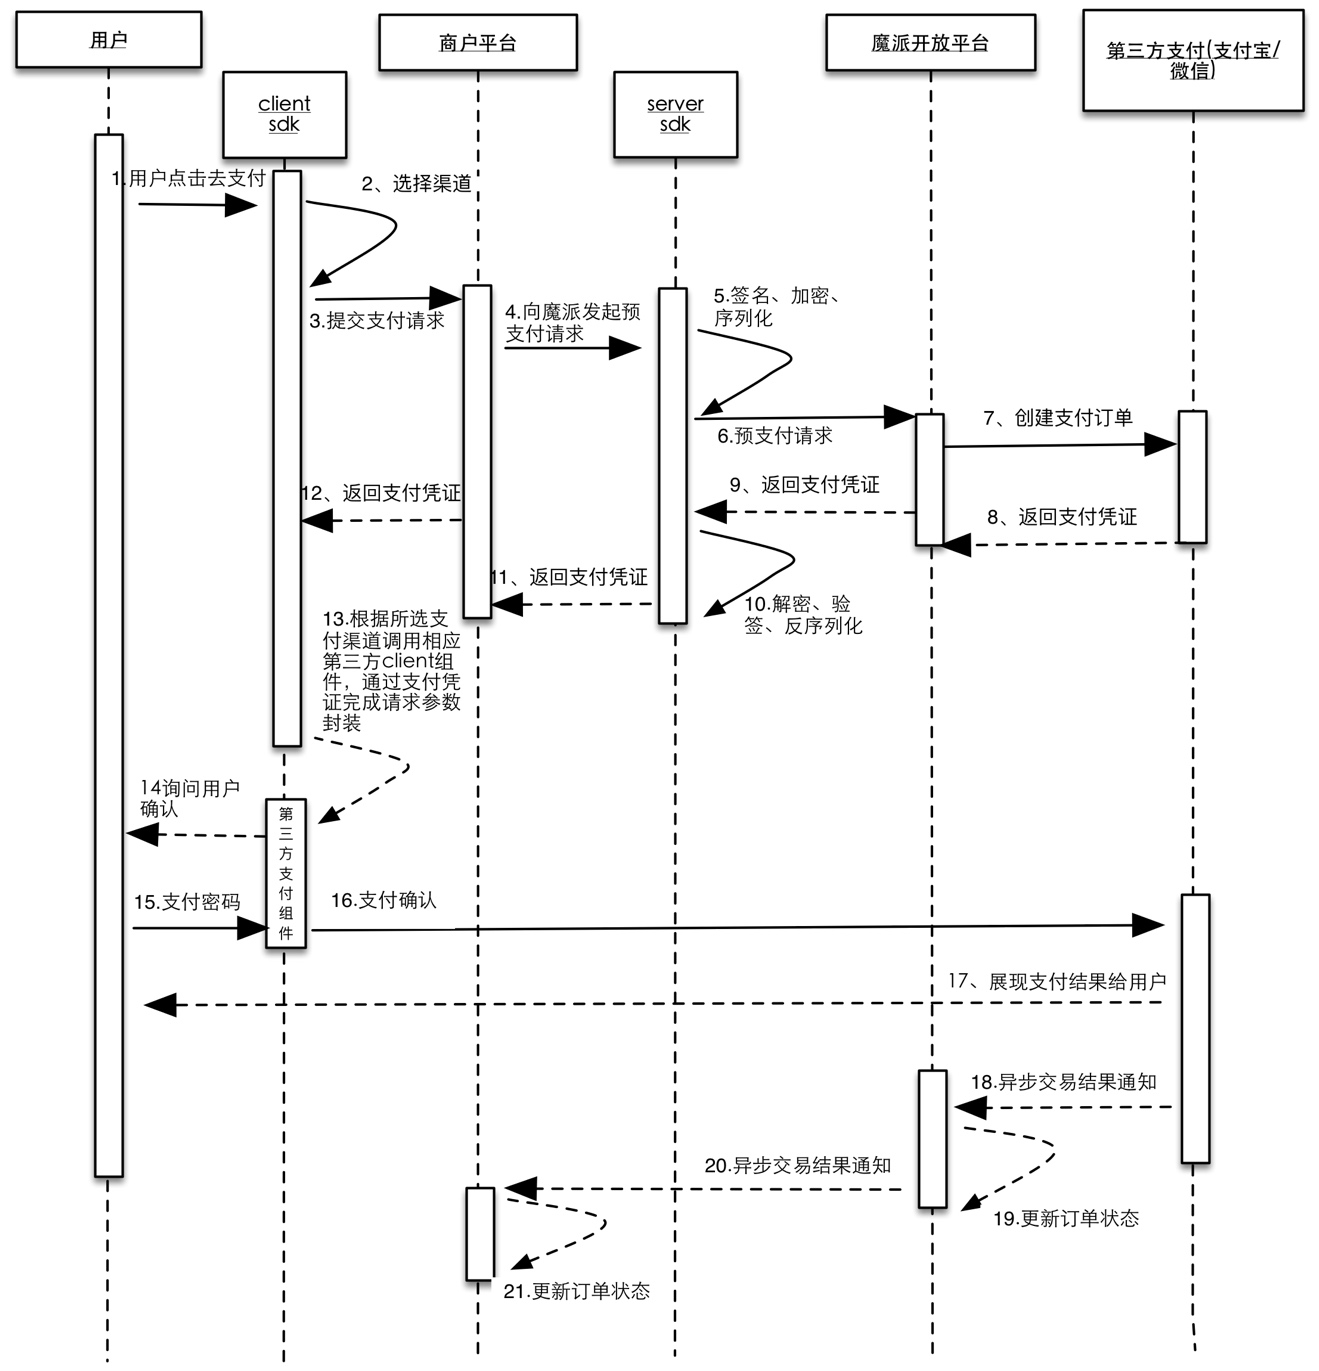 用户
商户平台
魔派开放平台
第三方支付(支付宝/
微信)
client
sdk
server
sdk
1.用户点击去支付
2、选择渠道
3.提交支付请求
4.向魔派发起预
支付请求
5.签名、加密、
序列化
6.预支付请求
7、创建支付订单
8、返回支付凭证
9、返回支付凭证
10.解密、验
签、反序列化
11、返回支付凭证
12、返回支付凭证
13.根据所选支
付渠道调用相应
第三方client组
件，通过支付凭
证完成请求参数
封装
14询问用户
确认
第
三
方
支
付
组
件
15.支付密码
16.支付确认
17、展现支付结果给用户
18.异步交易结果通知
19.更新订单状态
20.异步交易结果通知
21.更新订单状态